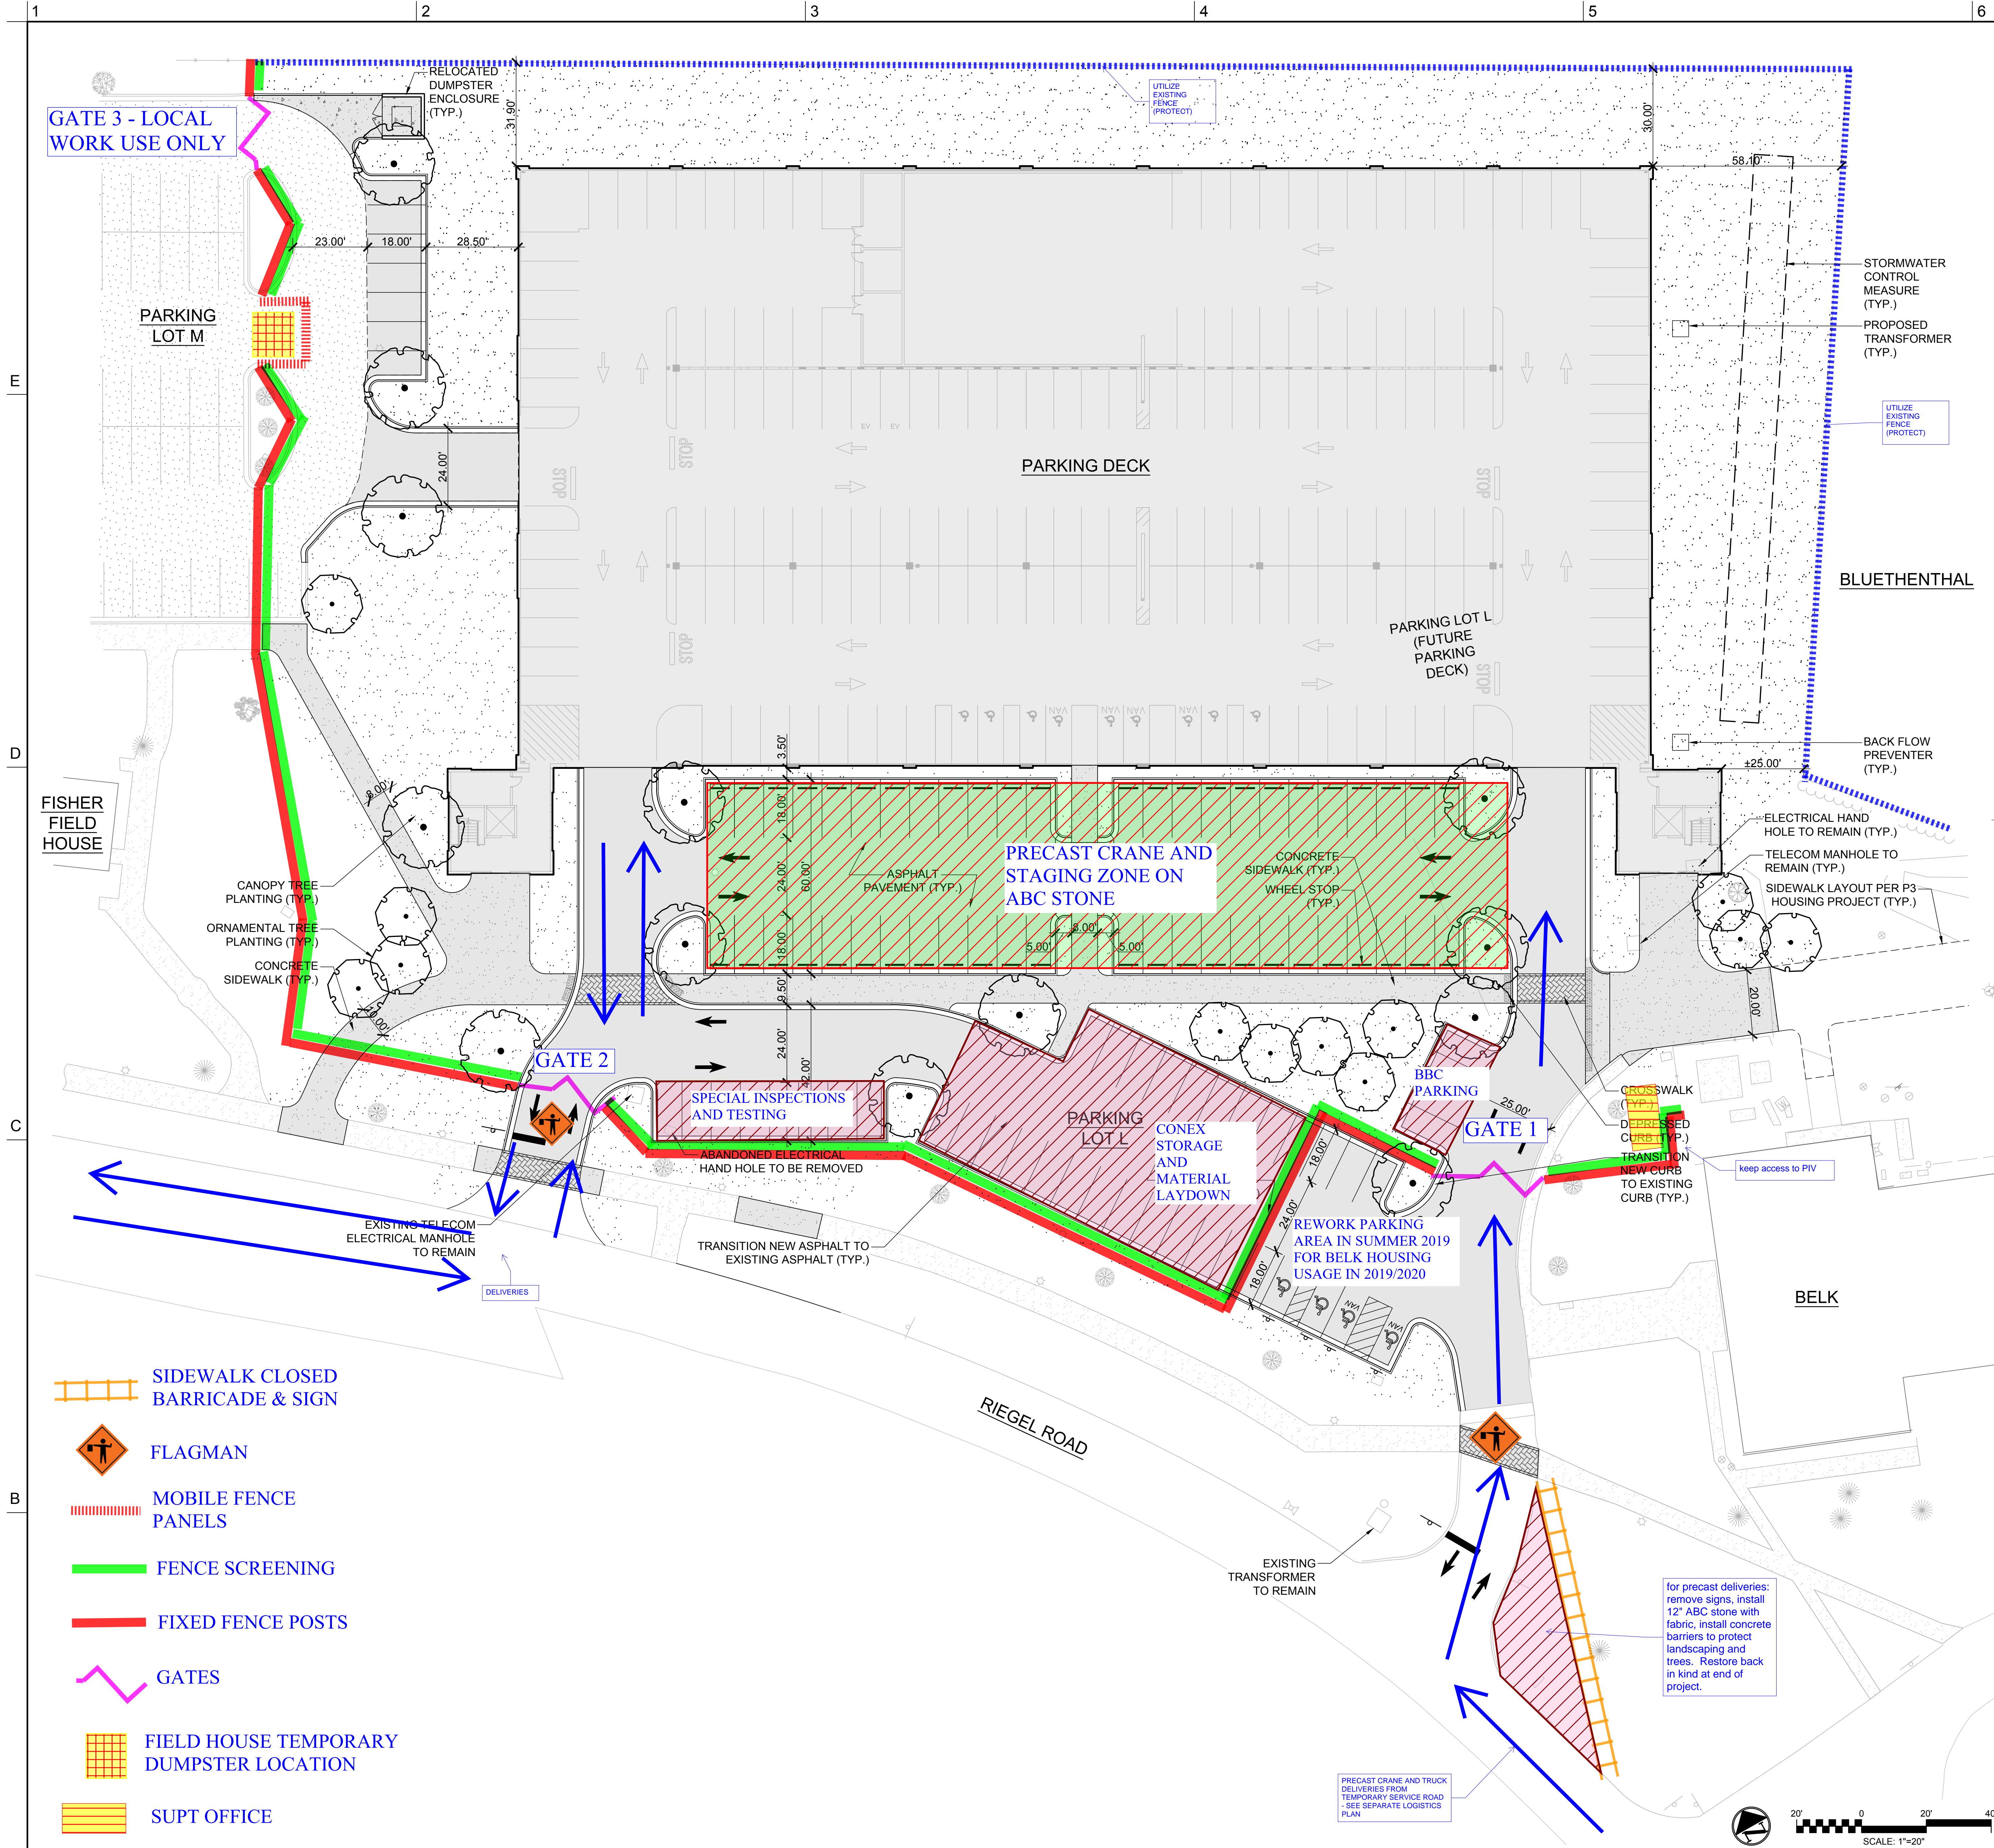 1
2
3
4
5
6
E
D
C
B
RELOCATED
DUMPSTER
ENCLOSURE
(TYP.)
31.90'
UTILIZE
EXISTING
FENCE
(PROTECT)
30.00'
58.10'
GATE 3 - LOCAL
WORK USE ONLY
23.00'
18.00'
28.50'
STORMWATER
CONTROL
MEASURE
(TYP.)
PROPOSED
TRANSFORMER
(TYP.)
PARKING
LOT M
UTILIZE
EXISTING
FENCE
(PROTECT)
EV
EV
24.00'
STOP
STOP
STOP
PARKING DECK
BLUETHENTHAL
PARKING LOT L
(FUTURE
PARKING
DECK)
STOP
STOP
VAN
VAN
VAN
VAN
BACK FLOW
PREVENTER
(TYP.)
±25.00'
3.50'
18.00'
24.00'
60.00'
18.00'
9.50'
24.00'
42.00'
8.00'
FISHER
FIELD
HOUSE
CANOPY TREE
PLANTING (TYP.)
ORNAMENTAL TREE
PLANTING (TYP.)
CONCRETE
SIDEWALK (TYP.)
10.00'
PRECAST CRANE AND
STAGING ZONE ON
ABC STONE
ASPHALT
PAVEMENT (TYP.)
CONCRETE
SIDEWALK (TYP.)
WHEEL STOP
(TYP.)
5.00'
8.00'
5.00'
ELECTRICAL HAND
HOLE TO REMAIN (TYP.)
TELECOM MANHOLE TO
REMAIN (TYP.)
SIDEWALK LAYOUT PER P3
HOUSING PROJECT (TYP.)
20.00'
GATE 2
SPECIAL INSPECTIONS
AND TESTING
ABANDONED ELECTRICAL
HAND HOLE TO BE REMOVED
PARKING
LOT L
CONEX
STORAGE
AND
MATERIAL
LAYDOWN
BBC
PARKING
GATE 1
25.00'
CROSSWALK
(TYP.)
DEPRESSED
CURB (TYP.)
TRANSITION
NEW CURB
TO EXISTING
CURB (TYP.)
keep access to PIV
18.00'
24.00'
18.00'
REWORK PARKING
AREA IN SUMMER 2019
FOR BELK HOUSING
USAGE IN 2019/2020
VAN
VAN
EXISTING TELECOM
ELECTRICAL MANHOLE
TO REMAIN
DELIVERIES
TRANSITION NEW ASPHALT TO
EXISTING ASPHALT (TYP.)
BELK
RIEGEL ROAD
EXISTING
TRANSFORMER
TO REMAIN
for precast deliveries:
remove signs, install
12" ABC stone with
fabric, install concrete
barriers to protect
landscaping and
trees. Restore back
in kind at end of
project.
PRECAST CRANE AND TRUCK
DELIVERIES FROM
TEMPORARY SERVICE ROAD
- SEE SEPARATE LOGISTICS
PLAN
SIDEWALK CLOSED
BARRICADE & SIGN
FLAGMAN
MOBILE FENCE
PANELS
FENCE SCREENING
FIXED FENCE POSTS
GATES
FIELD HOUSE TEMPORARY
DUMPSTER LOCATION
SUPT OFFICE
20'
0
20'
SCALE: 1"=20"